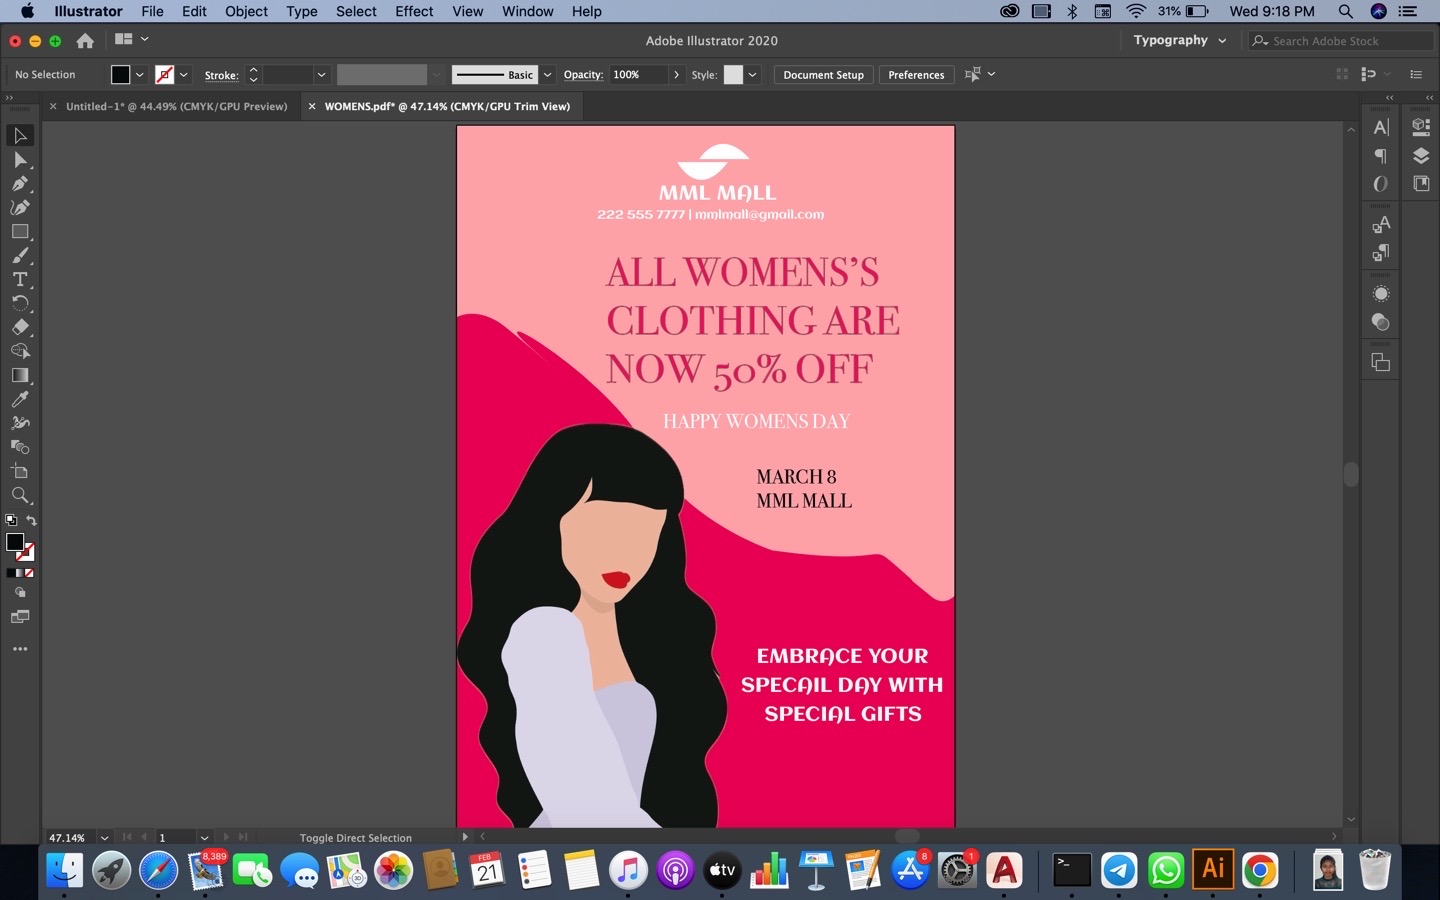 Illustrator File Edit Object Type Select Effect View Window Help 31% Wed 9:18 PM
Adobe Illustrator 2020 Typography Search Adobe Stock
No Selection Stroke: Basic Opacity: 100% Style: Document Setup Preferences
Untitled-1* @ 44.49% (CMYK/GPU Preview) WOMENS.pdf* @ 47.14% (CMYK/GPU Trim View)
MML MALL
222 555 7777 | mmlmall@gmail.com
ALL WOMENS’S
CLOTHING ARE
NOW 50% OFF
HAPPY WOMENS DAY
MARCH 8
MML MALL
EMBRACE YOUR
SPECAIL DAY WITH
SPECIAL GIFTS
47.14% 1 Toggle Direct Selection
8,389 FEB 21 tv 8 1 Ai